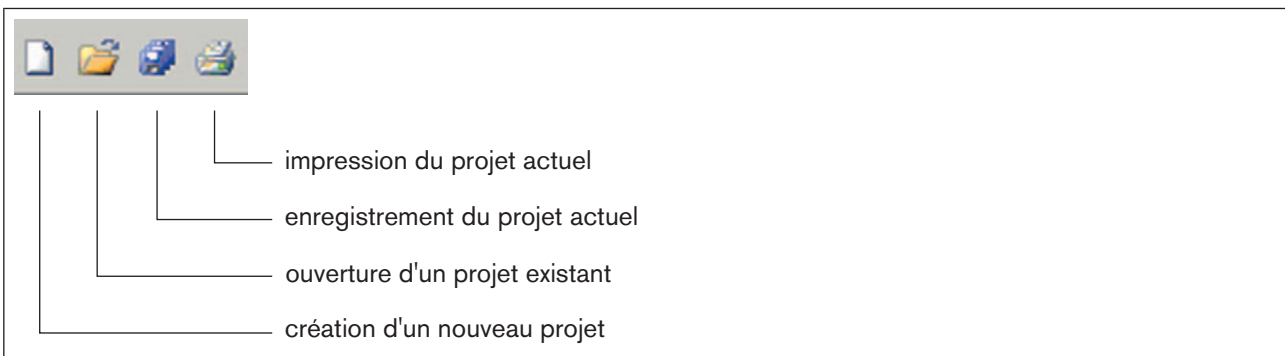 impression du projet actuel
enregistrement du projet actuel
ouverture d'un projet existant
création d'un nouveau projet